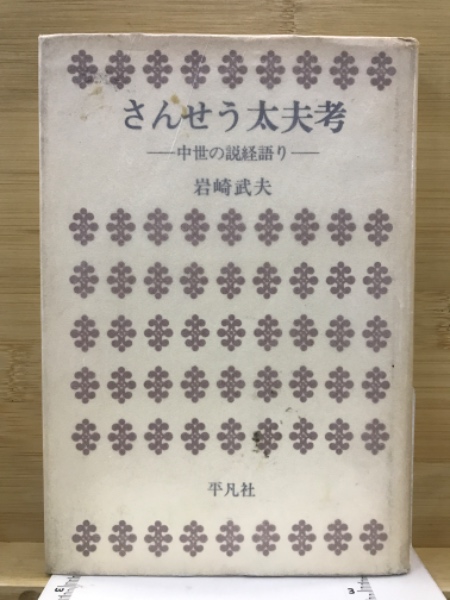 さんせう太夫考
―中世の説経語り―
岩崎武夫
平凡社